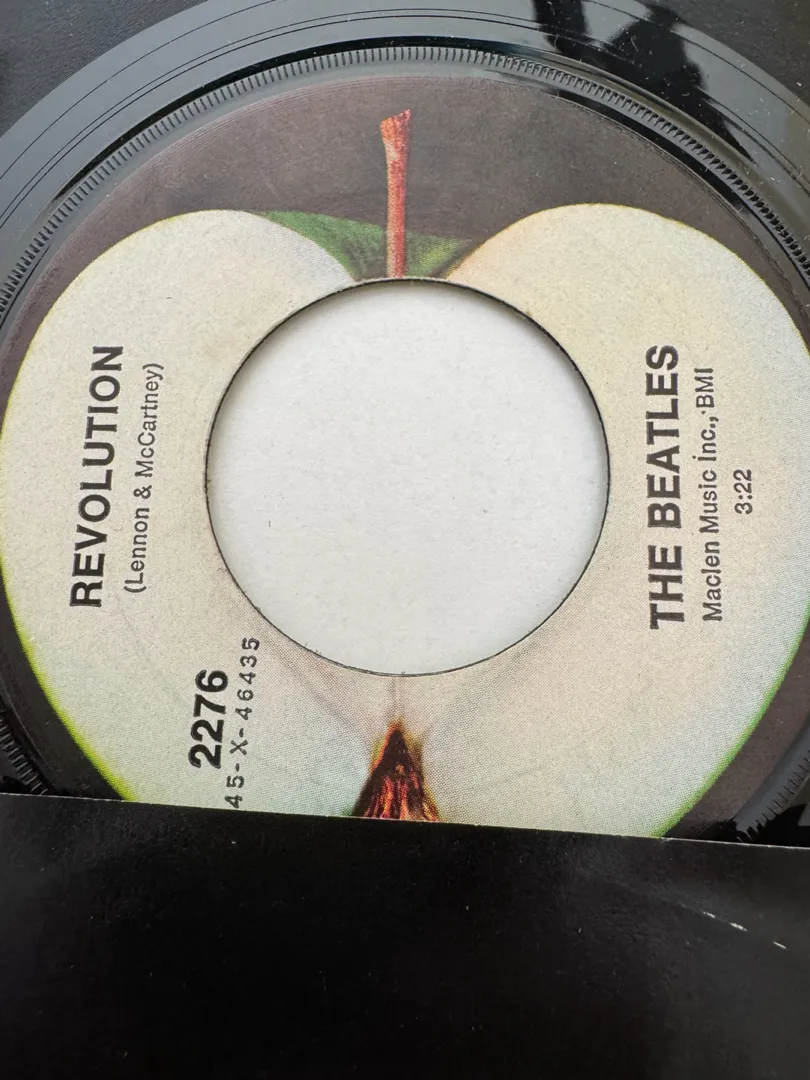 REVOLUTION
(Lennon & McCartney)
2276
45-X-46435
THE BEATLES
Maclen Music Inc., BMI
3:22